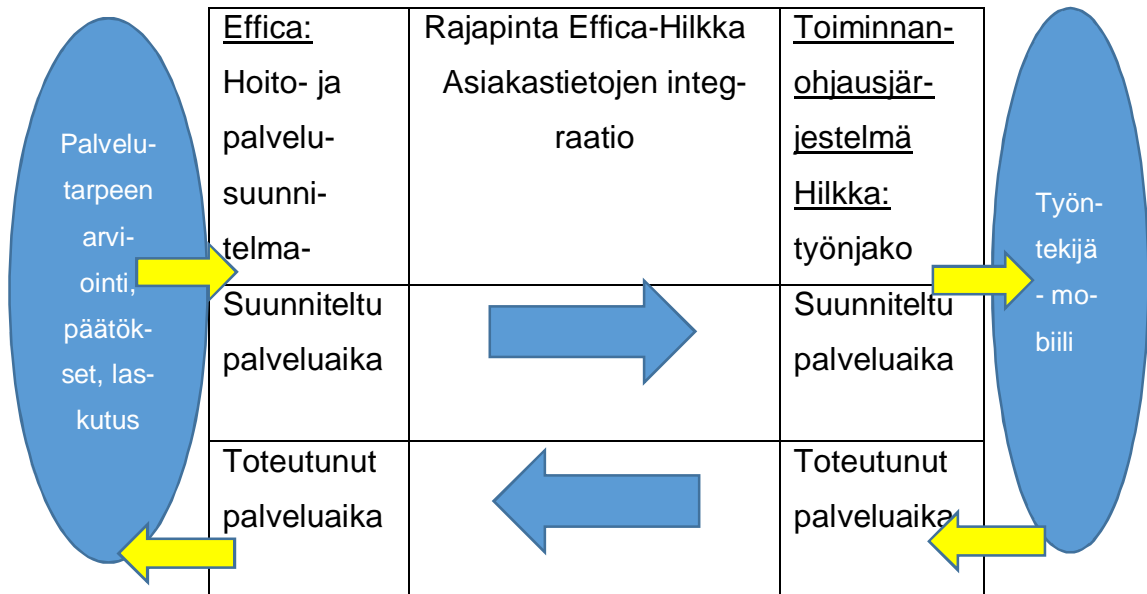 Palvelu-
tarpeen
arvi-
ointi,
päätök-
set, las-
kutus
Effica:
Hoito- ja
palvelu-
suunni-
telma-
Rajapinta Effica-Hilkka
Asiakastietojen integ-
raatio
Toiminnan-
ohjausjär-
jestelmä
Hilkka:
työnjako
Työn-
tekijä
- mo-
biili
Suunniteltu
palveluaika
Suunniteltu
palveluaika
Toteutunut
palveluaika
Toteutunut
palveluaika